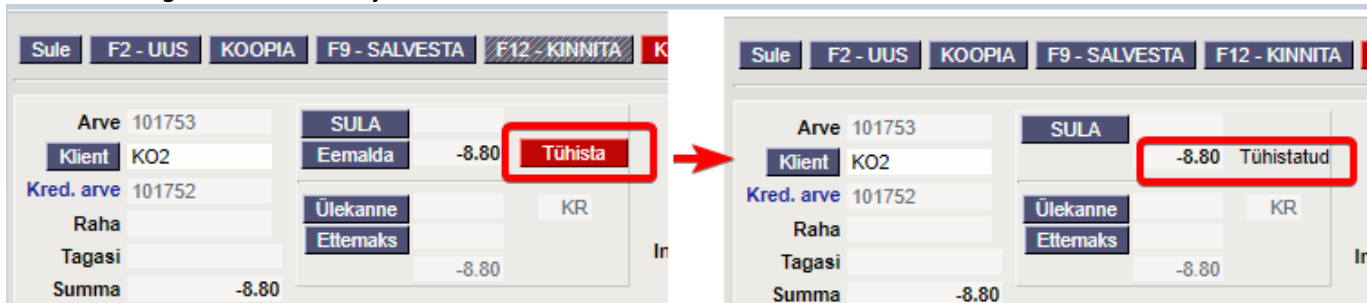 Sule F2 - UUS KOOPIA F9 - SALVESTA F12 - KINNITA K
Arve 101753 SULA
Klient KO2 Eemalda -8.80 Tühista
Kred. arve 101752 Ülekanne KR
Raha Ettemaks
Tagasi -8.80
Summa -8.80
Sule F2 - UUS KOOPIA F9 - SALVESTA F12 - KINNITA
Arve 101753 SULA
Klient KO2 -8.80 Tühistatud
Kred. arve 101752 Ülekanne KR
Raha Ettemaks
Tagasi -8.80
Summa -8.80